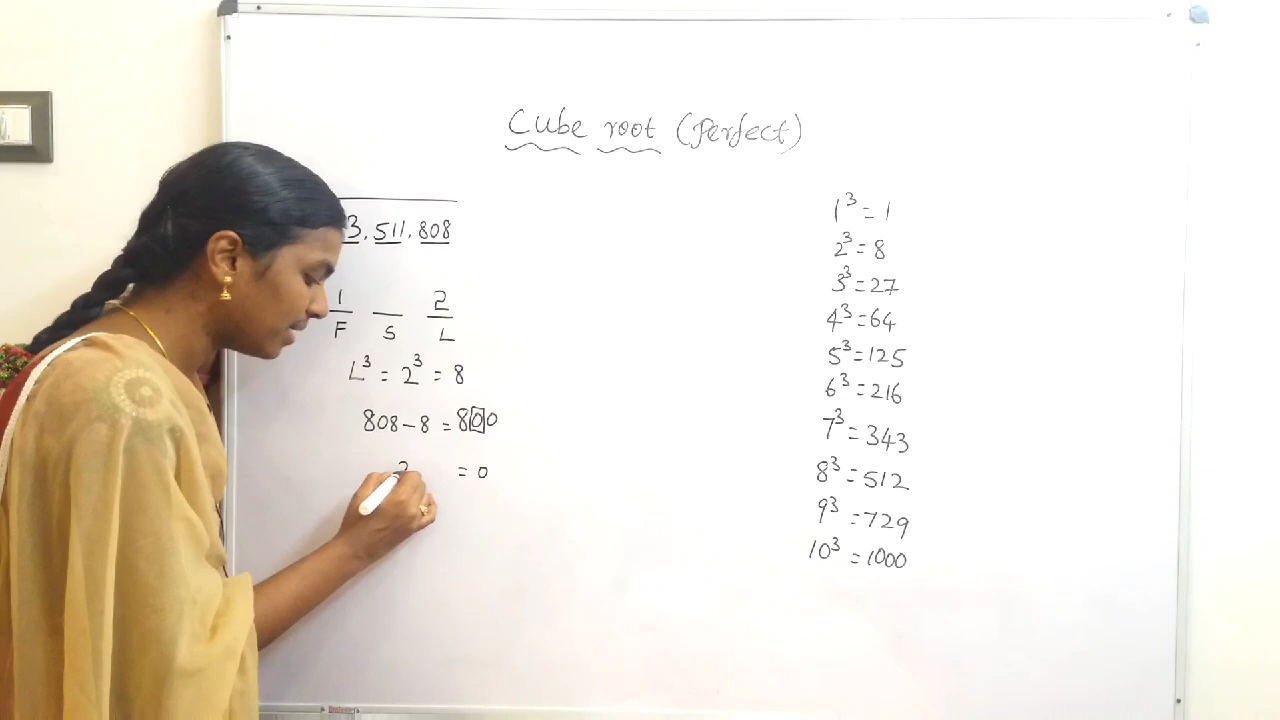 Cube root (Perfect)
3,511,808
1 _ 2
F S L
L³ = 2³ = 8
808 - 8 = 800
= 0
1³ = 1
2³ = 8
3³ = 27
4³ = 64
5³ = 125
6³ = 216
7³ = 343
8³ = 512
9³ = 729
10³ = 1000